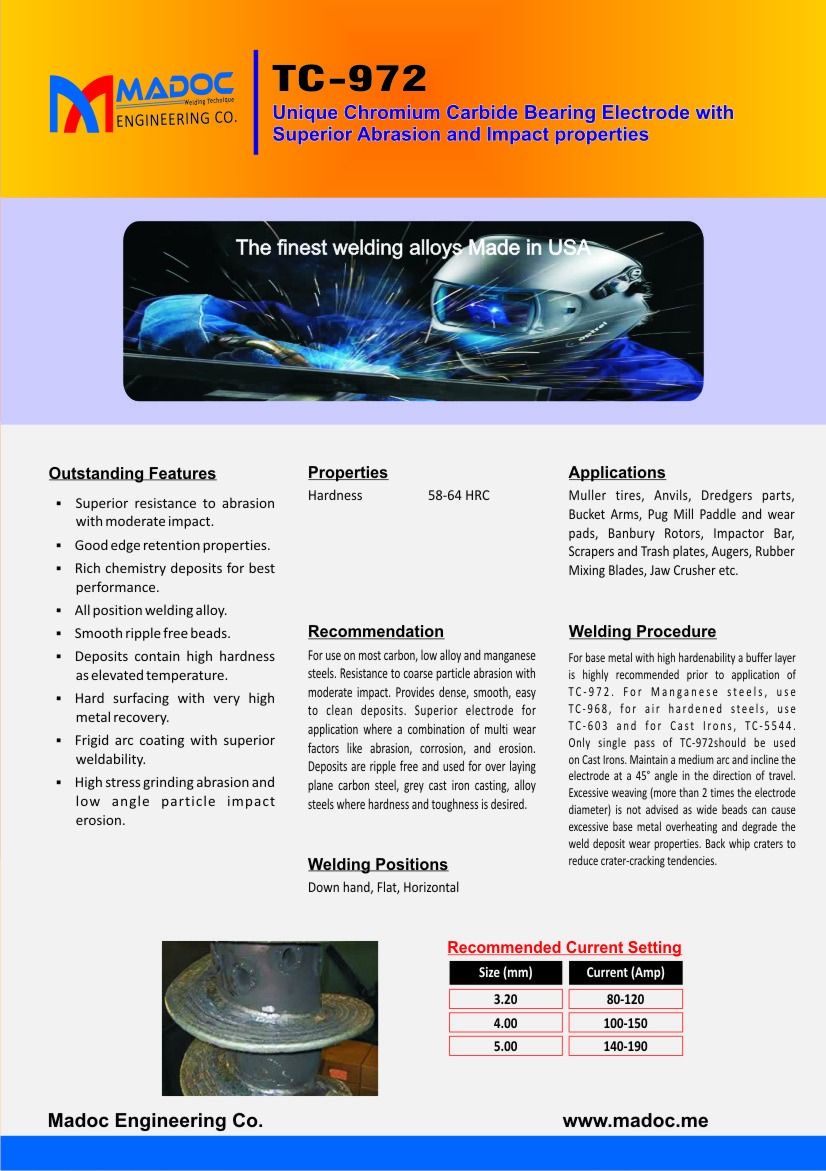 MADOC
Welding Technique
ENGINEERING CO.
TC-972
Unique Chromium Carbide Bearing Electrode with
Superior Abrasion and Impact properties
The finest welding alloys Made in USA
optrel
Outstanding Features
▪ Superior resistance to abrasion
with moderate impact.
▪ Good edge retention properties.
▪ Rich chemistry deposits for best
performance.
▪ All position welding alloy.
▪ Smooth ripple free beads.
▪ Deposits contain high hardness
as elevated temperature.
▪ Hard surfacing with very high
metal recovery.
▪ Frigid arc coating with superior
weldability.
▪ High stress grinding abrasion and
low angle particle impact
erosion.
Properties
Hardness 58-64 HRC
Recommendation
For use on most carbon, low alloy and manganese
steels. Resistance to coarse particle abrasion with
moderate impact. Provides dense, smooth, easy
to clean deposits. Superior electrode for
application where a combination of multi wear
factors like abrasion, corrosion, and erosion.
Deposits are ripple free and used for over laying
plane carbon steel, grey cast iron casting, alloy
steels where hardness and toughness is desired.
Welding Positions
Down hand, Flat, Horizontal
Applications
Muller tires, Anvils, Dredgers parts,
Bucket Arms, Pug Mill Paddle and wear
pads, Banbury Rotors, Impactor Bar,
Scrapers and Trash plates, Augers, Rubber
Mixing Blades, Jaw Crusher etc.
Welding Procedure
For base metal with high hardenability a buffer layer
is highly recommended prior to application of
TC-972. For Manganese steels, use
TC-968, for air hardened steels, use
TC-603 and for Cast Irons, TC-5544.
Only single pass of TC-972should be used
on Cast Irons. Maintain a medium arc and incline the
electrode at a 45° angle in the direction of travel.
Excessive weaving (more than 2 times the electrode
diameter) is not advised as wide beads can cause
excessive base metal overheating and degrade the
weld deposit wear properties. Back whip craters to
reduce crater-cracking tendencies.
Recommended Current Setting
Size (mm) Current (Amp)
3.20 80-120
4.00 100-150
5.00 140-190
Madoc Engineering Co.
www.madoc.me